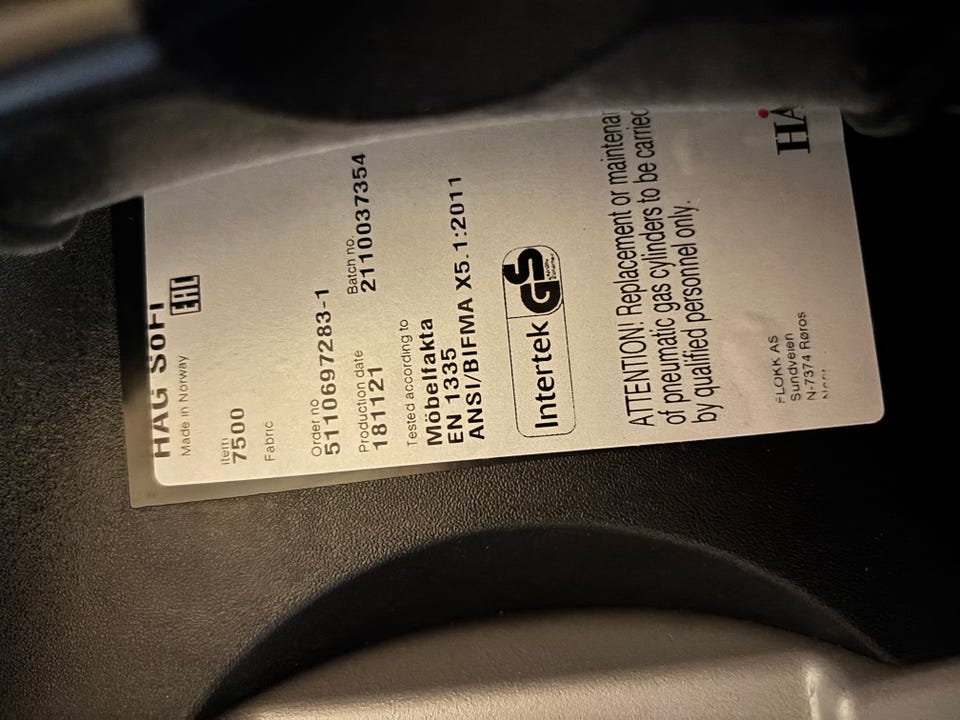 HÅG SoFi
EAC
Made in Norway
Item
7500
Fabric
Order no
5110697283-1
Production date Batch no.
181121 2110037354
Tested according to
Möbelfakta
EN 1335
ANSI/BIFMA X5.1:2011
Intertek GS
ATTENTION! Replacement or
of pneumatic gas cylinders to be carried
by qualified personnel only.
FLOKK AS
Sundveien
N-7374 Røros
HÅ